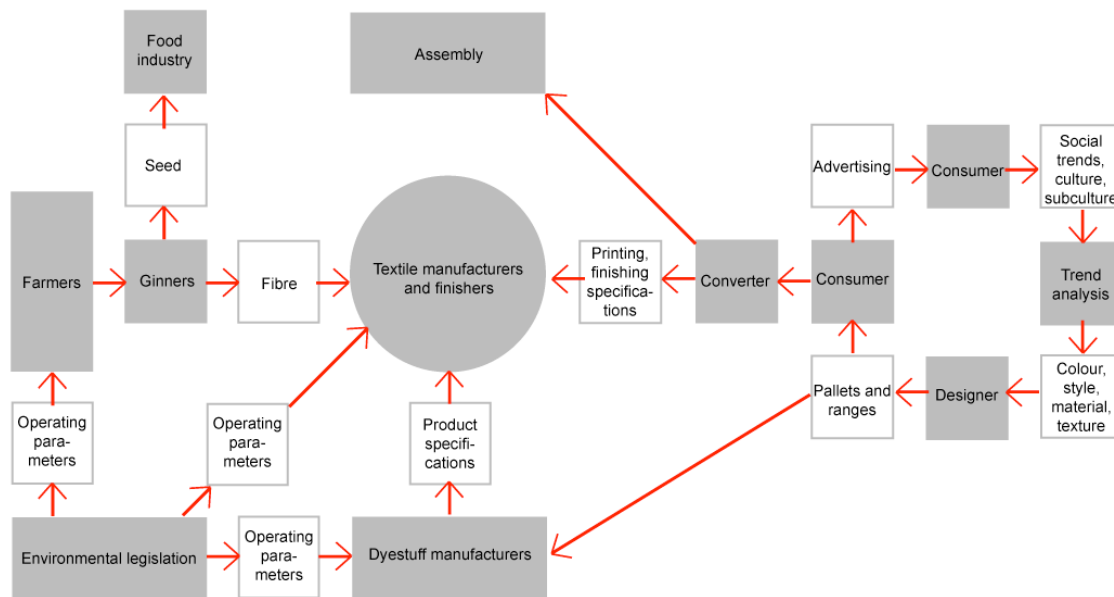 Food
industry
Assembly
Seed
Advertising
Consumer
Social
trends,
culture,
subculture
Farmers
Ginners
Fibre
Textile manufacturers
and finishers
Printing,
finishing
specifica-
tions
Converter
Consumer
Trend
analysis
Operating
para-
meters
Operating
para-
meters
Product
specifi-
cations
Pallets and
ranges
Designer
Colour,
style,
material,
texture
Environmental legislation
Operating
para-
meters
Dyestuff manufacturers